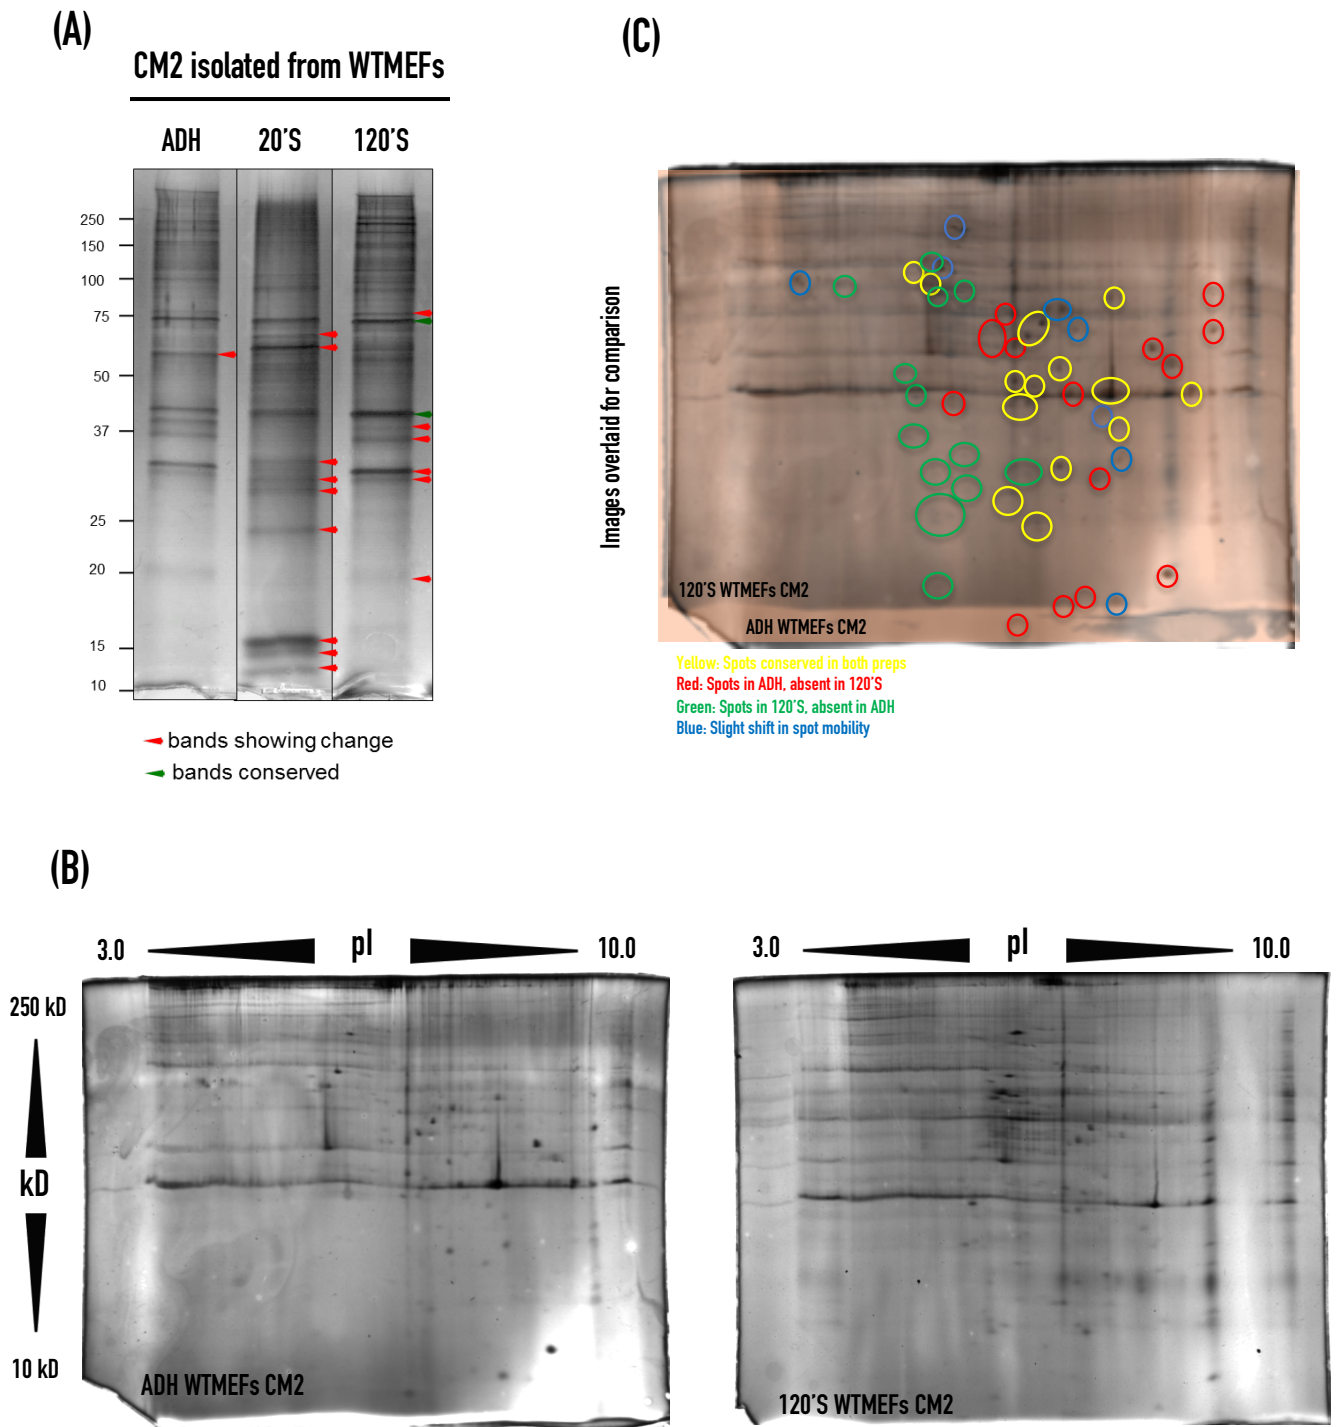 (A)
CM2 isolated from WTMEFs
ADH 20'S 120'S
250
150
100
75
50
37
25
20
15
10
bands showing change
bands conserved
(C)
Images overlaid for comparison
120'S WTMEFs CM2
ADH WTMEFs CM2
Yellow: Spots conserved in both preps
Red: Spots in ADH, absent in 120'S
Green: Spots in 120'S, absent in ADH
Blue: Slight shift in spot mobility
(B)
3.0 pI 10.0
250 kD
kD
10 kD
ADH WTMEFs CM2
3.0 pI 10.0
120'S WTMEFs CM2